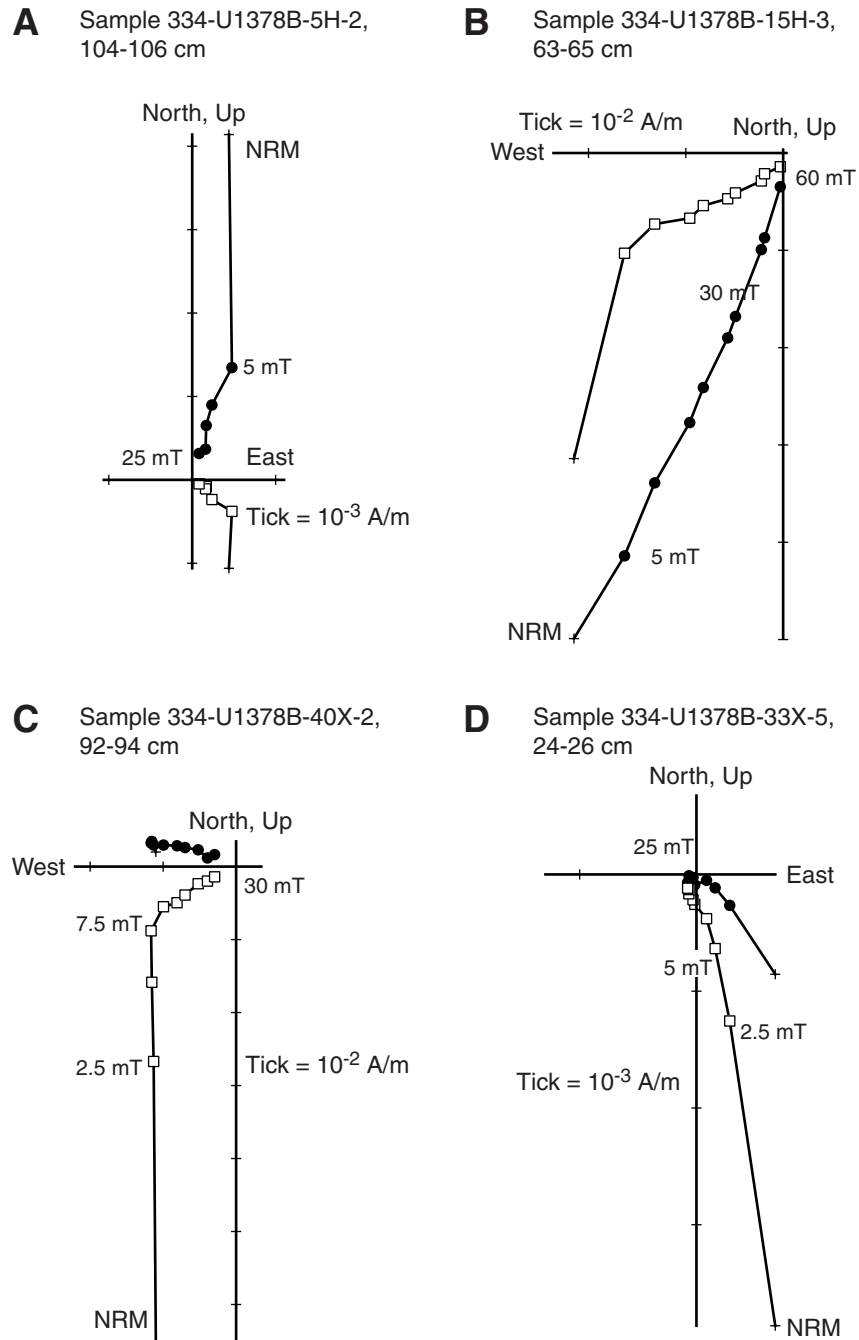 A
Sample 334-U1378B-5H-2,
104-106 cm
North, Up
NRM
5 mT
25 mT
East
Tick = 10⁻³ A/m
B
Sample 334-U1378B-15H-3,
63-65 cm
Tick = 10⁻² A/m
North, Up
West
60 mT
30 mT
5 mT
NRM
C
Sample 334-U1378B-40X-2,
92-94 cm
North, Up
West
30 mT
7.5 mT
2.5 mT
Tick = 10⁻² A/m
NRM
D
Sample 334-U1378B-33X-5,
24-26 cm
North, Up
25 mT
East
5 mT
2.5 mT
Tick = 10⁻³ A/m
NRM